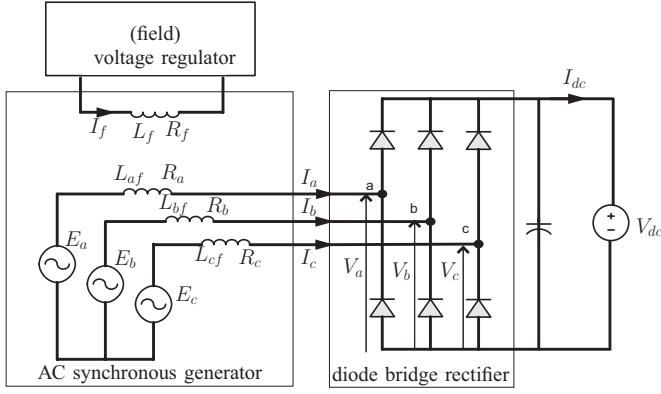 (field)
voltage regulator
I_f L_f R_f
I_dc
L_af R_a I_a a
L_bf R_b I_b b
L_cf R_c I_c c
E_a E_b E_c
V_a V_b V_c
+
−
V_dc
AC synchronous generator
diode bridge rectifier